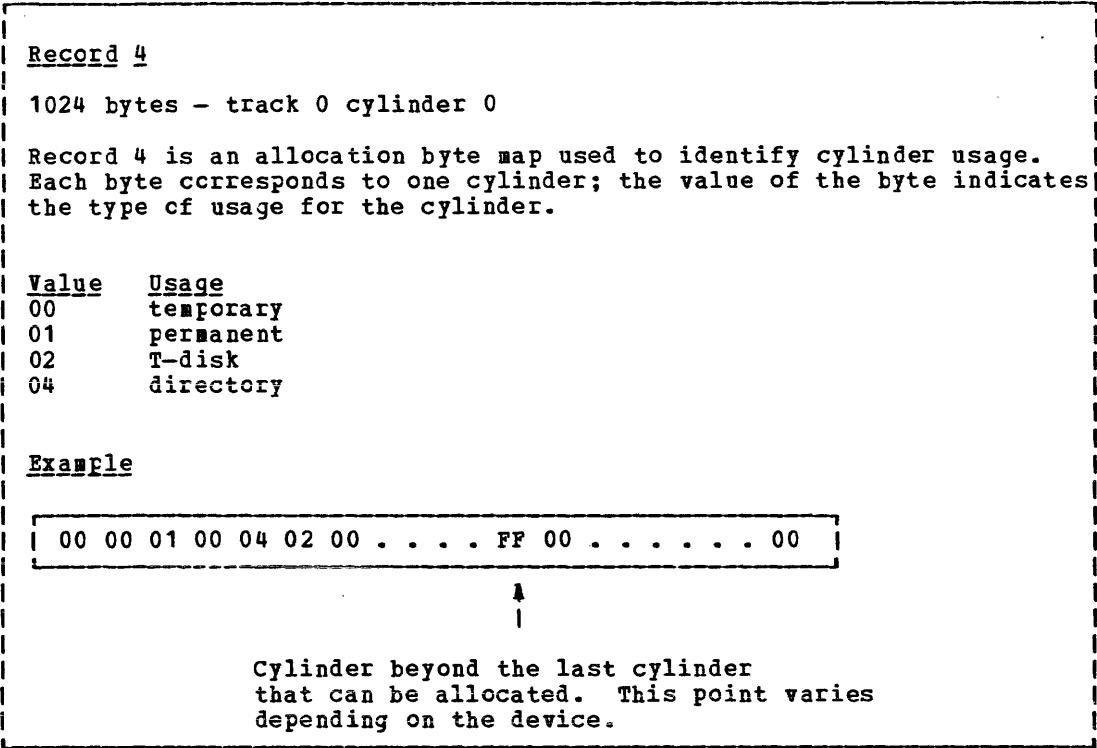 Record 4
1024 bytes - track 0 cylinder 0
Record 4 is an allocation byte map used to identify cylinder usage.
Each byte corresponds to one cylinder; the value of the byte indicates
the type of usage for the cylinder.
Value Usage
00 temporary
01 permanent
02 T-disk
04 directory
Example
00 00 01 00 04 02 00 . . . . FF 00 . . . . . . . 00
Cylinder beyond the last cylinder
that can be allocated. This point varies
depending on the device.